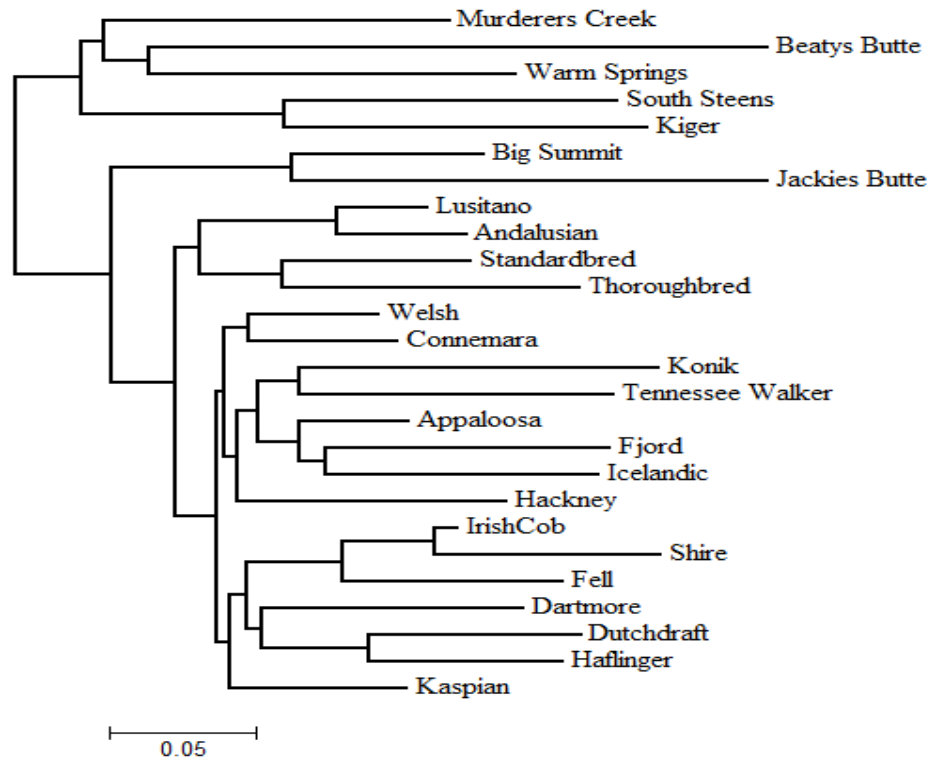 Murderers Creek
Beatys Butte
Warm Springs
South Steens
Kiger
Big Summit
Jackies Butte
Lusitano
Andalusian
Standardbred
Thoroughbred
Welsh
Connemara
Konik
Tennessee Walker
Appaloosa
Fjord
Icelandic
Hackney
IrishCob
Shire
Fell
Dartmore
Dutchdraft
Haflinger
Kaspian
0.05